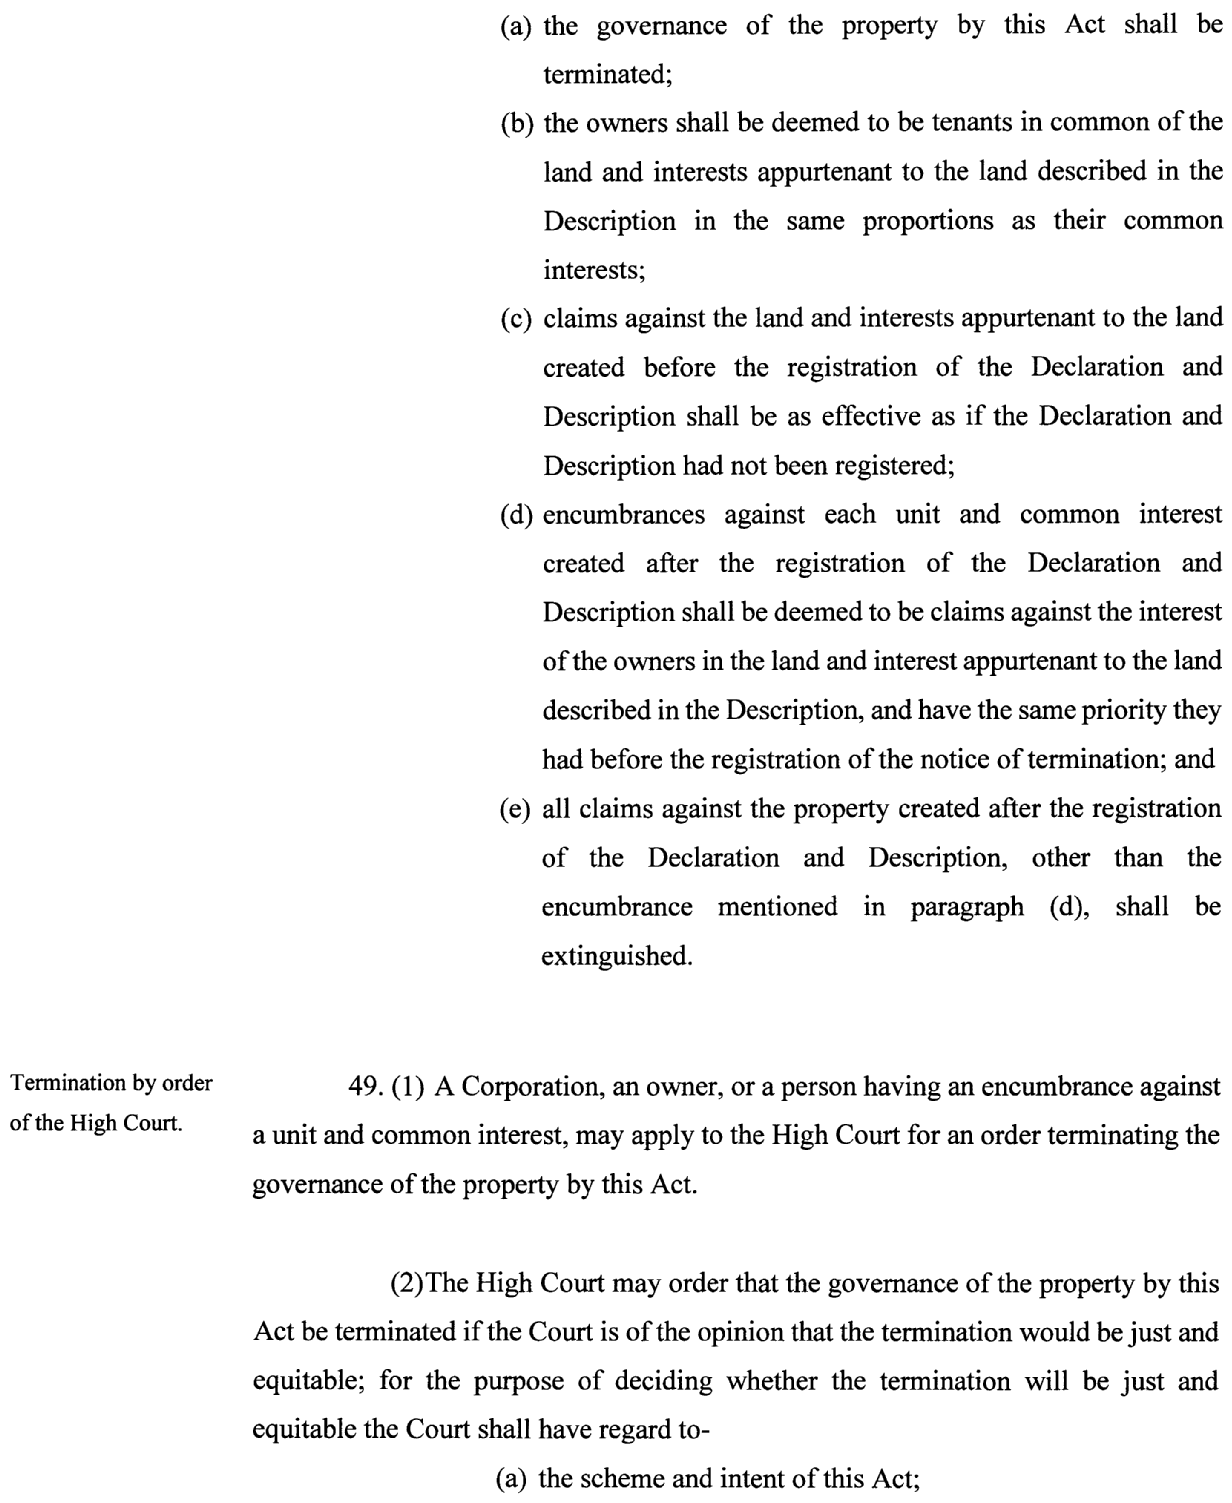 (a) the governance of the property by this Act shall be
terminated;
(b) the owners shall be deemed to be tenants in common of the
land and interests appurtenant to the land described in the
Description in the same proportions as their common
interests;
(c) claims against the land and interests appurtenant to the land
created before the registration of the Declaration and
Description shall be as effective as if the Declaration and
Description had not been registered;
(d) encumbrances against each unit and common interest
created after the registration of the Declaration and
Description shall be deemed to be claims against the interest
of the owners in the land and interest appurtenant to the land
described in the Description, and have the same priority they
had before the registration of the notice of termination; and
(e) all claims against the property created after the registration
of the Declaration and Description, other than the
encumbrance mentioned in paragraph (d), shall be
extinguished.
Termination by order
of the High Court.
49. (1) A Corporation, an owner, or a person having an encumbrance against
a unit and common interest, may apply to the High Court for an order terminating the
governance of the property by this Act.
(2)The High Court may order that the governance of the property by this
Act be terminated if the Court is of the opinion that the termination would be just and
equitable; for the purpose of deciding whether the termination will be just and
equitable the Court shall have regard to-
(a) the scheme and intent of this Act;